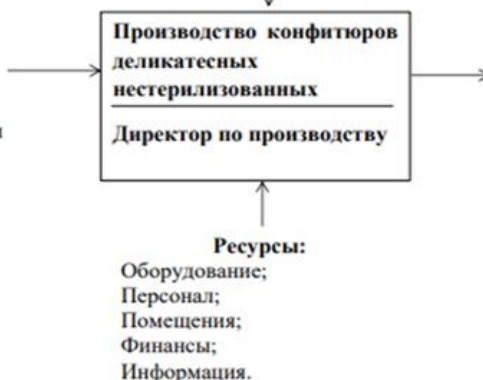 Производство конфитюров
деликатесных
нестерилизованных
Директор по производству
Ресурсы:
Оборудование;
Персонал;
Помещения;
Финансы;
Информация.